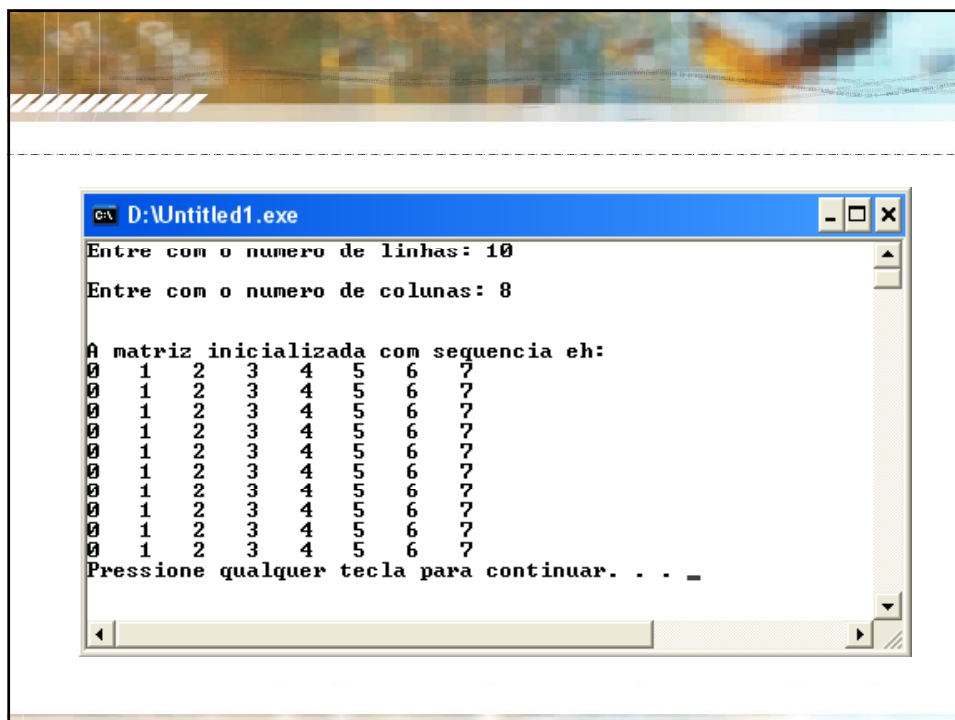 D:\Untitled1.exe
Entre com o numero de linhas: 10
Entre com o numero de colunas: 8
A matriz inicializada com sequencia eh:
0 1 2 3 4 5 6 7
0 1 2 3 4 5 6 7
0 1 2 3 4 5 6 7
0 1 2 3 4 5 6 7
0 1 2 3 4 5 6 7
0 1 2 3 4 5 6 7
0 1 2 3 4 5 6 7
0 1 2 3 4 5 6 7
0 1 2 3 4 5 6 7
0 1 2 3 4 5 6 7
Pressione qualquer tecla para continuar. . . _